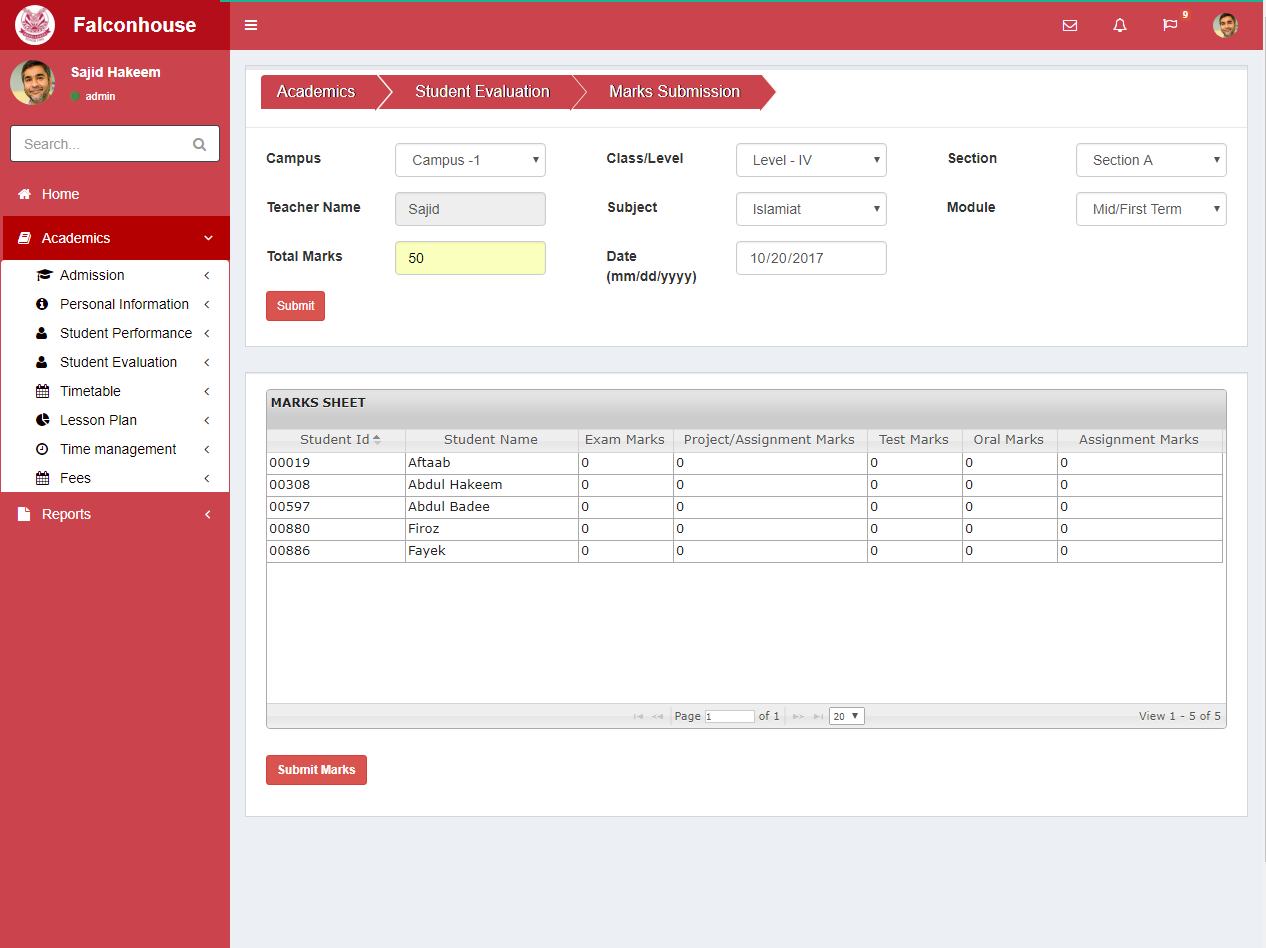 Falconhouse
9
Sajid Hakeem
admin
Search...
Home
Academics
Admission
Personal Information
Student Performance
Student Evaluation
Timetable
Lesson Plan
Time management
Fees
Reports
Academics Student Evaluation Marks Submission
Campus Campus -1 Class/Level Level - IV Section Section A
Teacher Name Sajid Subject Islamiat Module Mid/First Term
Total Marks 50 Date (mm/dd/yyyy) 10/20/2017
Submit
MARKS SHEET
Student Id Student Name Exam Marks Project/Assignment Marks Test Marks Oral Marks Assignment Marks
00019 Aftaab 0 0 0 0 0
00308 Abdul Hakeem 0 0 0 0 0
00597 Abdul Badee 0 0 0 0 0
00880 Firoz 0 0 0 0 0
00886 Fayek 0 0 0 0 0
Page 1 of 1 20 View 1 - 5 of 5
Submit Marks